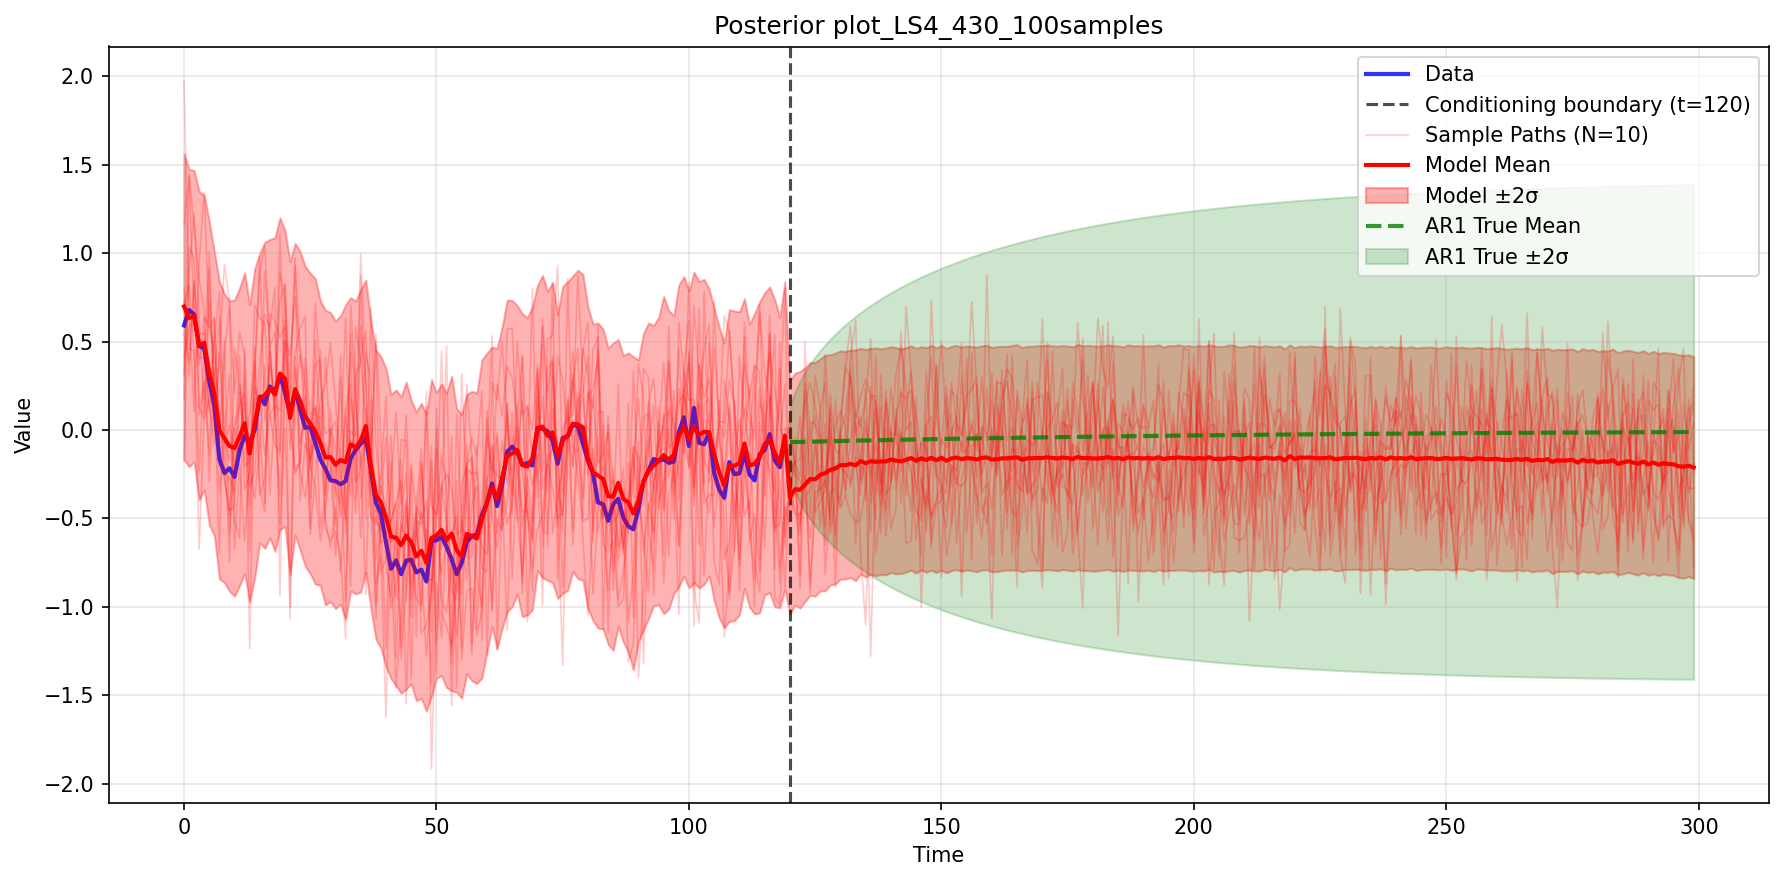 Posterior plot_LS4_430_100samples
Data
Conditioning boundary (t=120)
Sample Paths (N=10)
Model Mean
Model ±2σ
AR1 True Mean
AR1 True ±2σ
Value
2.0
1.5
1.0
0.5
0.0
−0.5
−1.0
−1.5
−2.0
0 50 100 150 200 250 300
Time